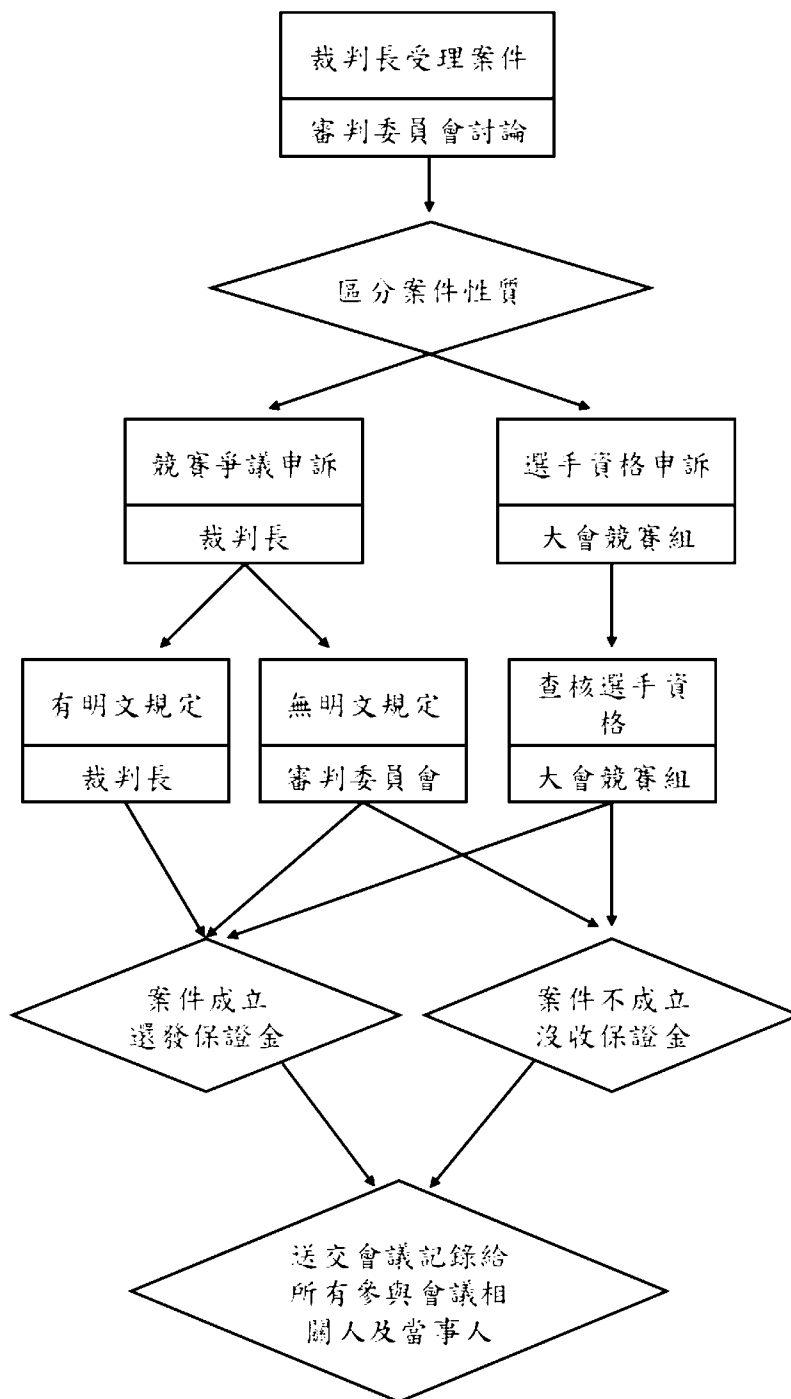 裁判長受理案件
審判委員會討論
區分案件性質
競賽爭議申訴
裁判長
選手資格申訴
大會競賽組
有明文規定
裁判長
無明文規定
審判委員會
查核選手資
格
大會競賽組
案件成立
還發保證金
案件不成立
沒收保證金
送交會議記錄給
所有參與會議相
關人及當事人